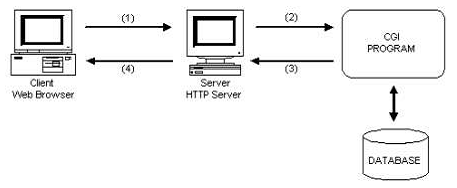 (1)
(2)
CGI
PROGRAM
(4)
(3)
Client
Web Browser
Server
HTTP Server
DATABASE